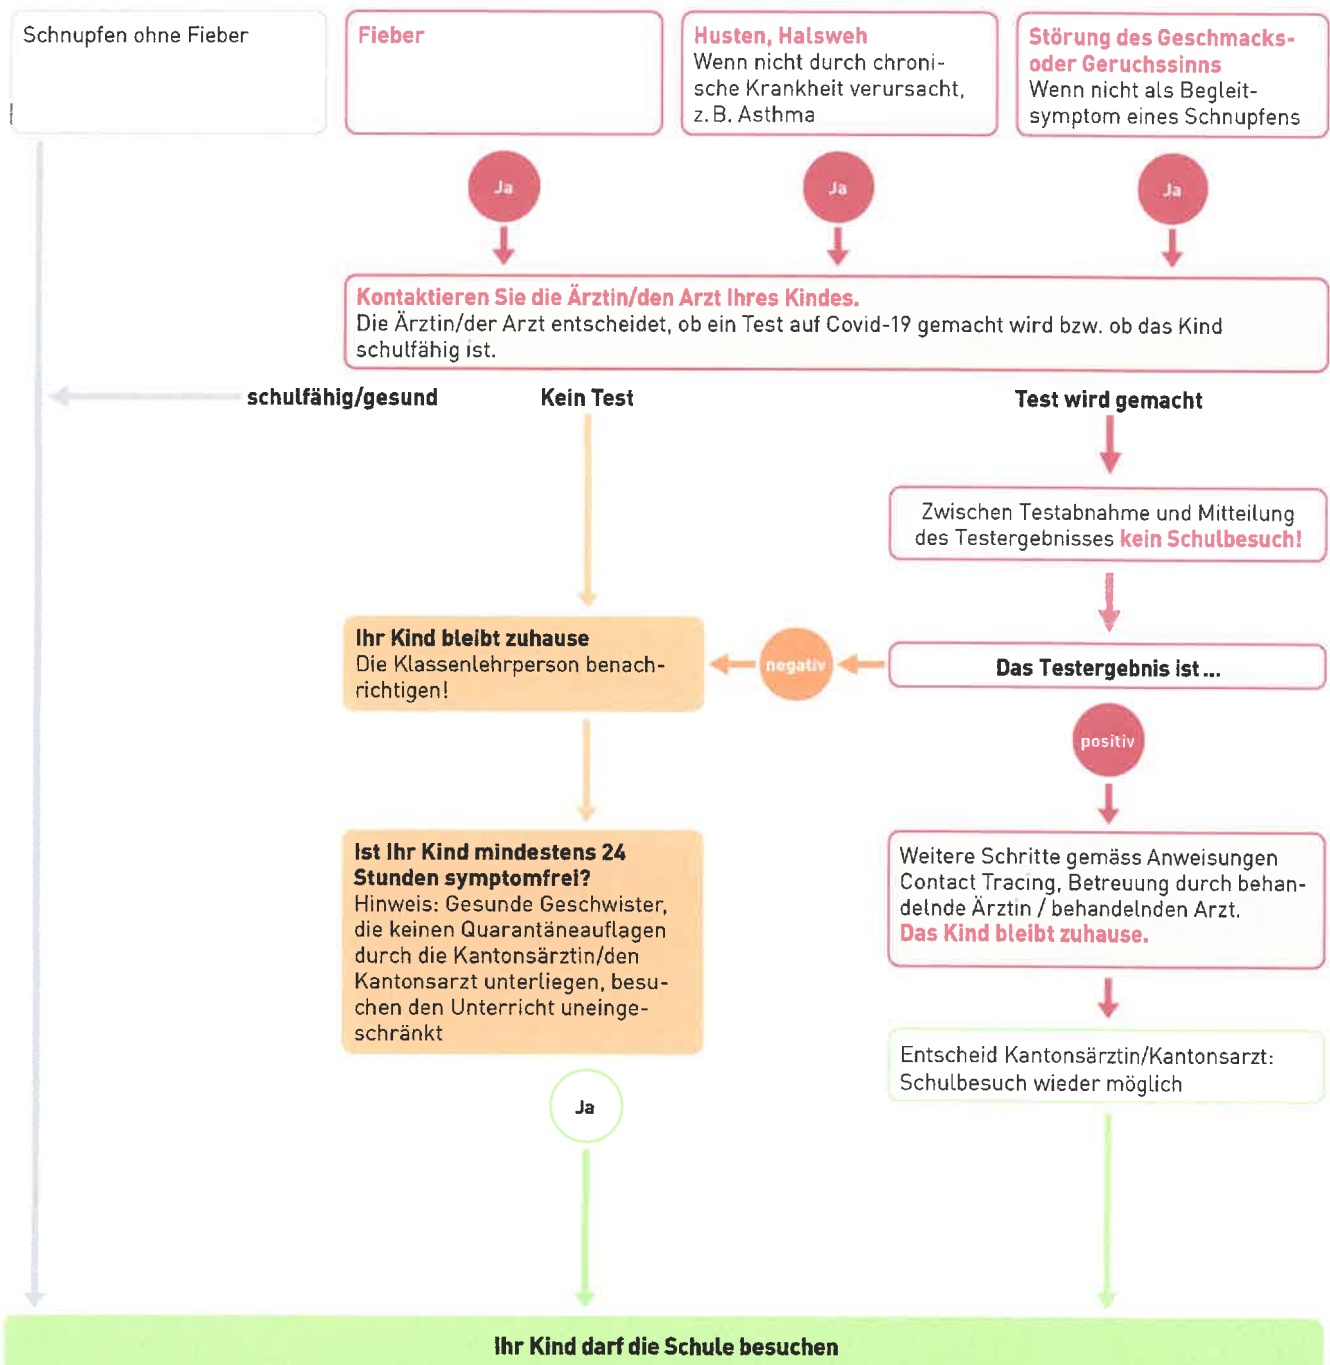 Schnupfen ohne Fieber
Fieber
Husten, Halsweh
Wenn nicht durch chroni-
sche Krankheit verursacht,
z. B. Asthma
Störung des Geschmacks-
oder Geruchssinns
Wenn nicht als Begleit-
symptom eines Schnupfens
Ja
Ja
Ja
Kontaktieren Sie die Ärztin/den Arzt Ihres Kindes.
Die Ärztin/der Arzt entscheidet, ob ein Test auf Covid-19 gemacht wird bzw. ob das Kind
schulfähig ist.
schulfähig/gesund
Kein Test
Test wird gemacht
Zwischen Testabnahme und Mitteilung
des Testergebnisses kein Schulbesuch!
Ihr Kind bleibt zuhause
Die Klassenlehrperson benach-
richtigen!
negativ
Das Testergebnis ist ...
positiv
Ist Ihr Kind mindestens 24
Stunden symptomfrei?
Hinweis: Gesunde Geschwister,
die keinen Quarantäneauflagen
durch die Kantonsärztin/den
Kantonsarzt unterliegen, besu-
chen den Unterricht uneinge-
schränkt
Weitere Schritte gemäss Anweisungen
Contact Tracing, Betreuung durch behan-
delnde Ärztin / behandelnden Arzt.
Das Kind bleibt zuhause.
Entscheid Kantonsärztin/Kantonsarzt:
Schulbesuch wieder möglich
Ja
Ihr Kind darf die Schule besuchen